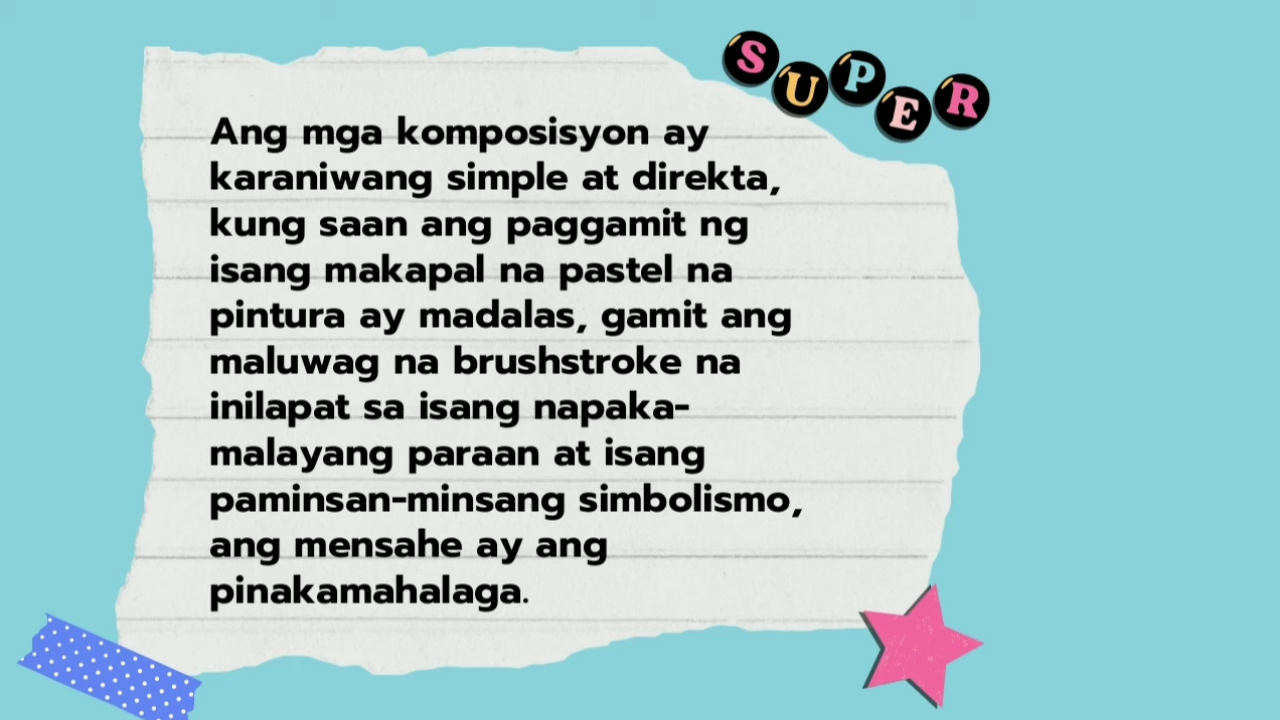 SUPER
Ang mga komposisyon ay
karaniwang simple at direkta,
kung saan ang paggamit ng
isang makapal na pastel na
pintura ay madalas, gamit ang
maluwag na brushstroke na
inilapat sa isang napaka-
malayang paraan at isang
paminsan-minsang simbolismo,
ang mensahe ay ang
pinakamahalaga.